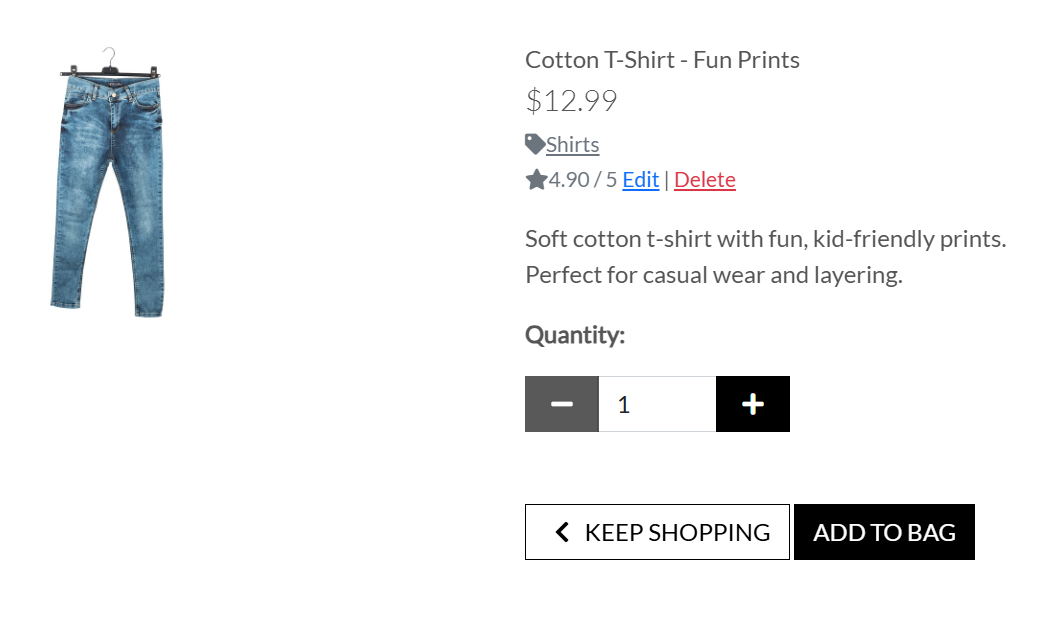 Cotton T-Shirt - Fun Prints
$12.99
Shirts
4.90 / 5 Edit | Delete
Soft cotton t-shirt with fun, kid-friendly prints.
Perfect for casual wear and layering.
Quantity:
1
KEEP SHOPPING ADD TO BAG